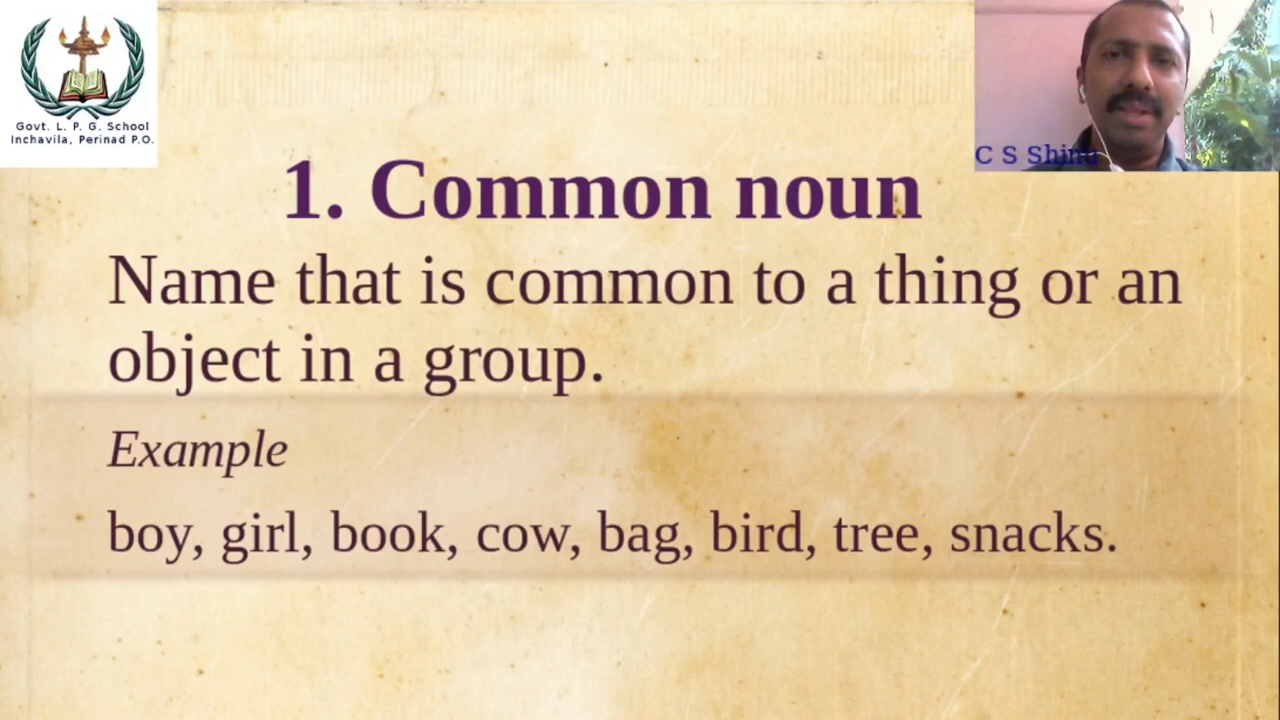 Govt. L. P. G. School
Inchavila, Perinad P.O.
C S Shino
1. Common noun
Name that is common to a thing or an
object in a group.
Example
boy, girl, book, cow, bag, bird, tree, snacks.